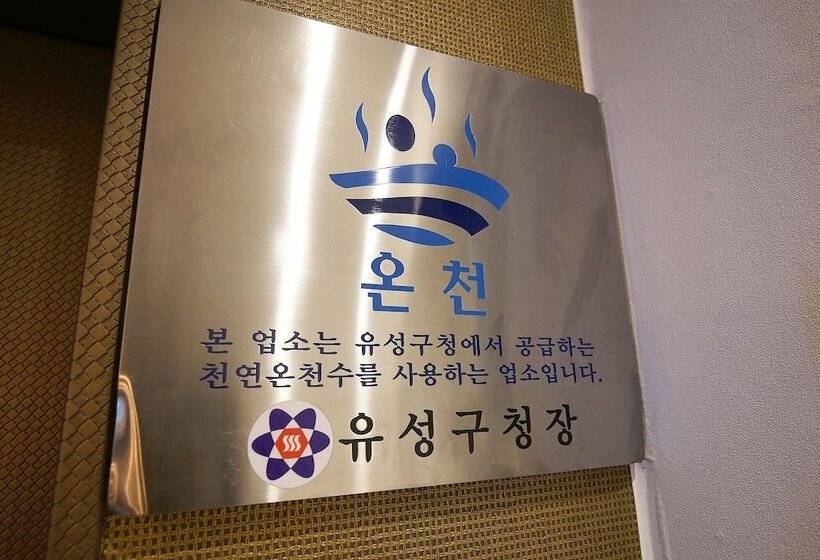 온천
본 업소는 유성구청에서 공급하는
천연온천수를 사용하는 업소입니다.
유성구청장